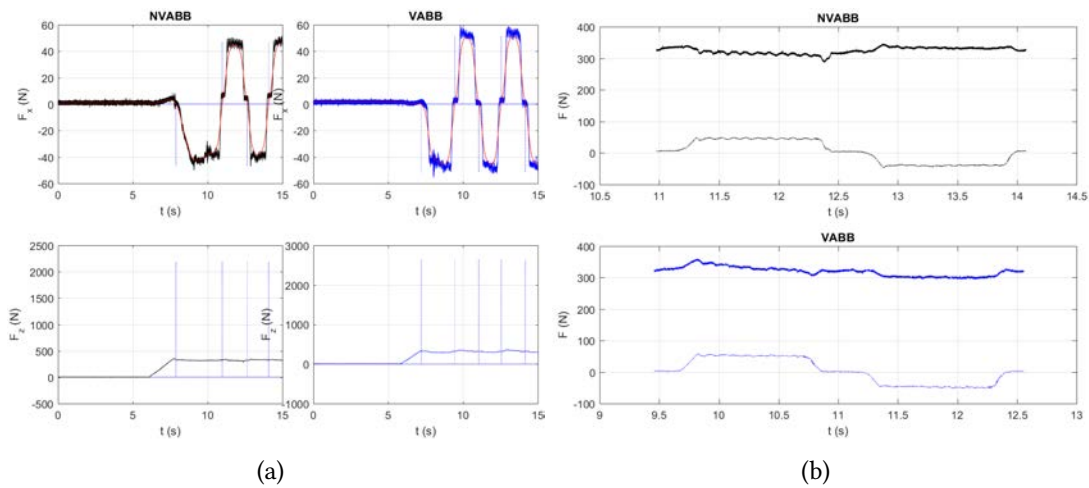 NVABB
60
40
20
0
-20
-40
-60
F_x (N)
0 5 10 15
t (s)
VABB
60
40
20
0
-20
-40
-60
F_x (N)
0 5 10 15
t (s)
2500
2000
1500
1000
500
0
-500
F_z (N)
0 5 10 15
t (s)
3000
2000
1000
0
1000
F_z (N)
0 5 10 15
t (s)
(a)
NVABB
400
300
200
100
0
-100
F (N)
10.5 11 11.5 12 12.5 13 13.5 14 14.5
t (s)
VABB
400
300
200
100
0
-100
F (N)
9 9.5 10 10.5 11 11.5 12 12.5 13
t (s)
(b)